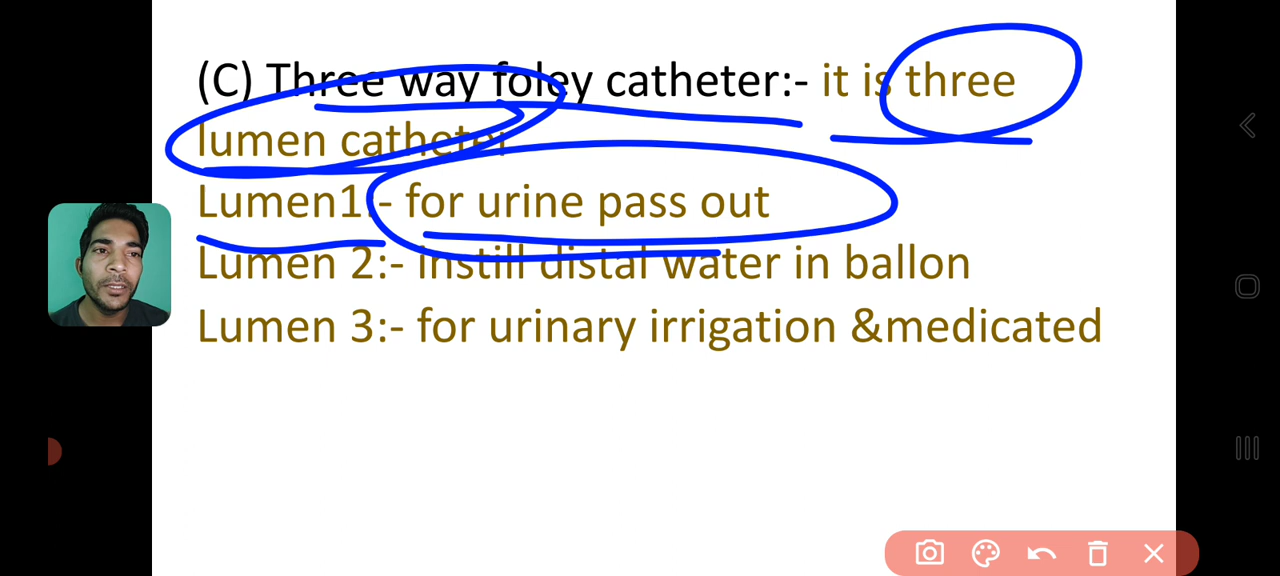 (C) Three way foley catheter:- it is three
lumen catheter
Lumen1:- for urine pass out
Lumen 2:- instill distal water in ballon
Lumen 3:- for urinary irrigation &medicated